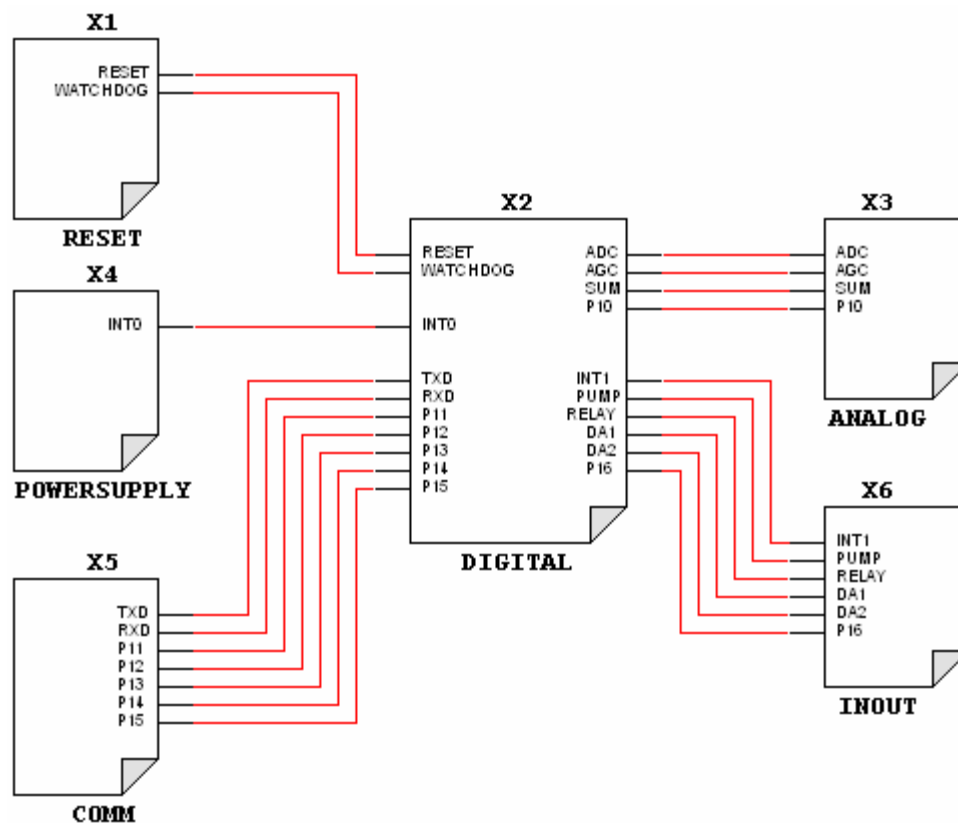 X1
RESET
WATCHDOG
RESET
X4
INT0
POWERSUPPLY
X5
TXD
RXD
P11
P12
P13
P14
P15
COMM
X2
RESET
WATCHDOG
INT0
TXD
RXD
P11
P12
P13
P14
P15
ADC
AGC
SUM
P10
INT1
PUMP
RELAY
DA1
DA2
P16
DIGITAL
X3
ADC
AGC
SUM
P10
ANALOG
X6
INT1
PUMP
RELAY
DA1
DA2
P16
INOUT